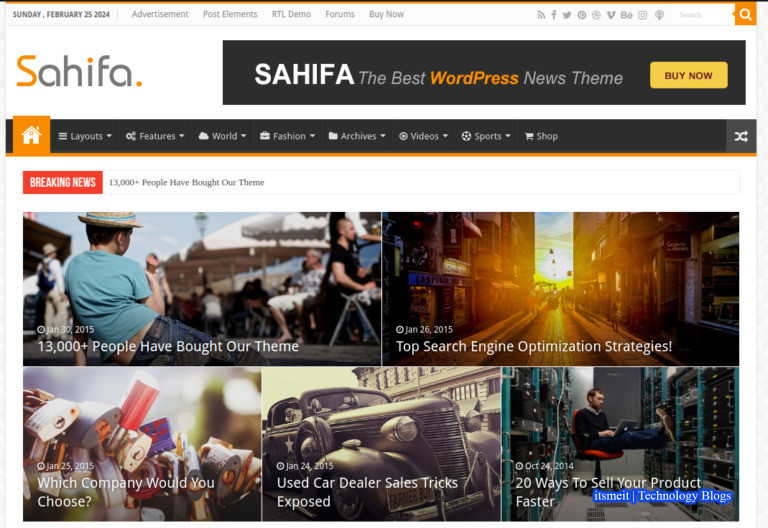 SUNDAY , FEBRUARY 25 2024 Advertisement Post Elements RTL Demo Forums Buy Now Search
Sahifa.
SAHIFA The Best WordPress News Theme BUY NOW
Layouts Features World Fashion Archives Videos Sports Shop
BREAKING NEWS 13,000+ People Have Bought Our Theme
Jan 30, 2015
13,000+ People Have Bought Our Theme
Jan 26, 2015
Top Search Engine Optimization Strategies!
Jan 25, 2015
Which Company Would You
Choose?
Jan 24, 2015
Used Car Dealer Sales Tricks
Exposed
Oct 24, 2014
20 Ways To Sell Your Product
Faster
itsmeit | Technology Blogs